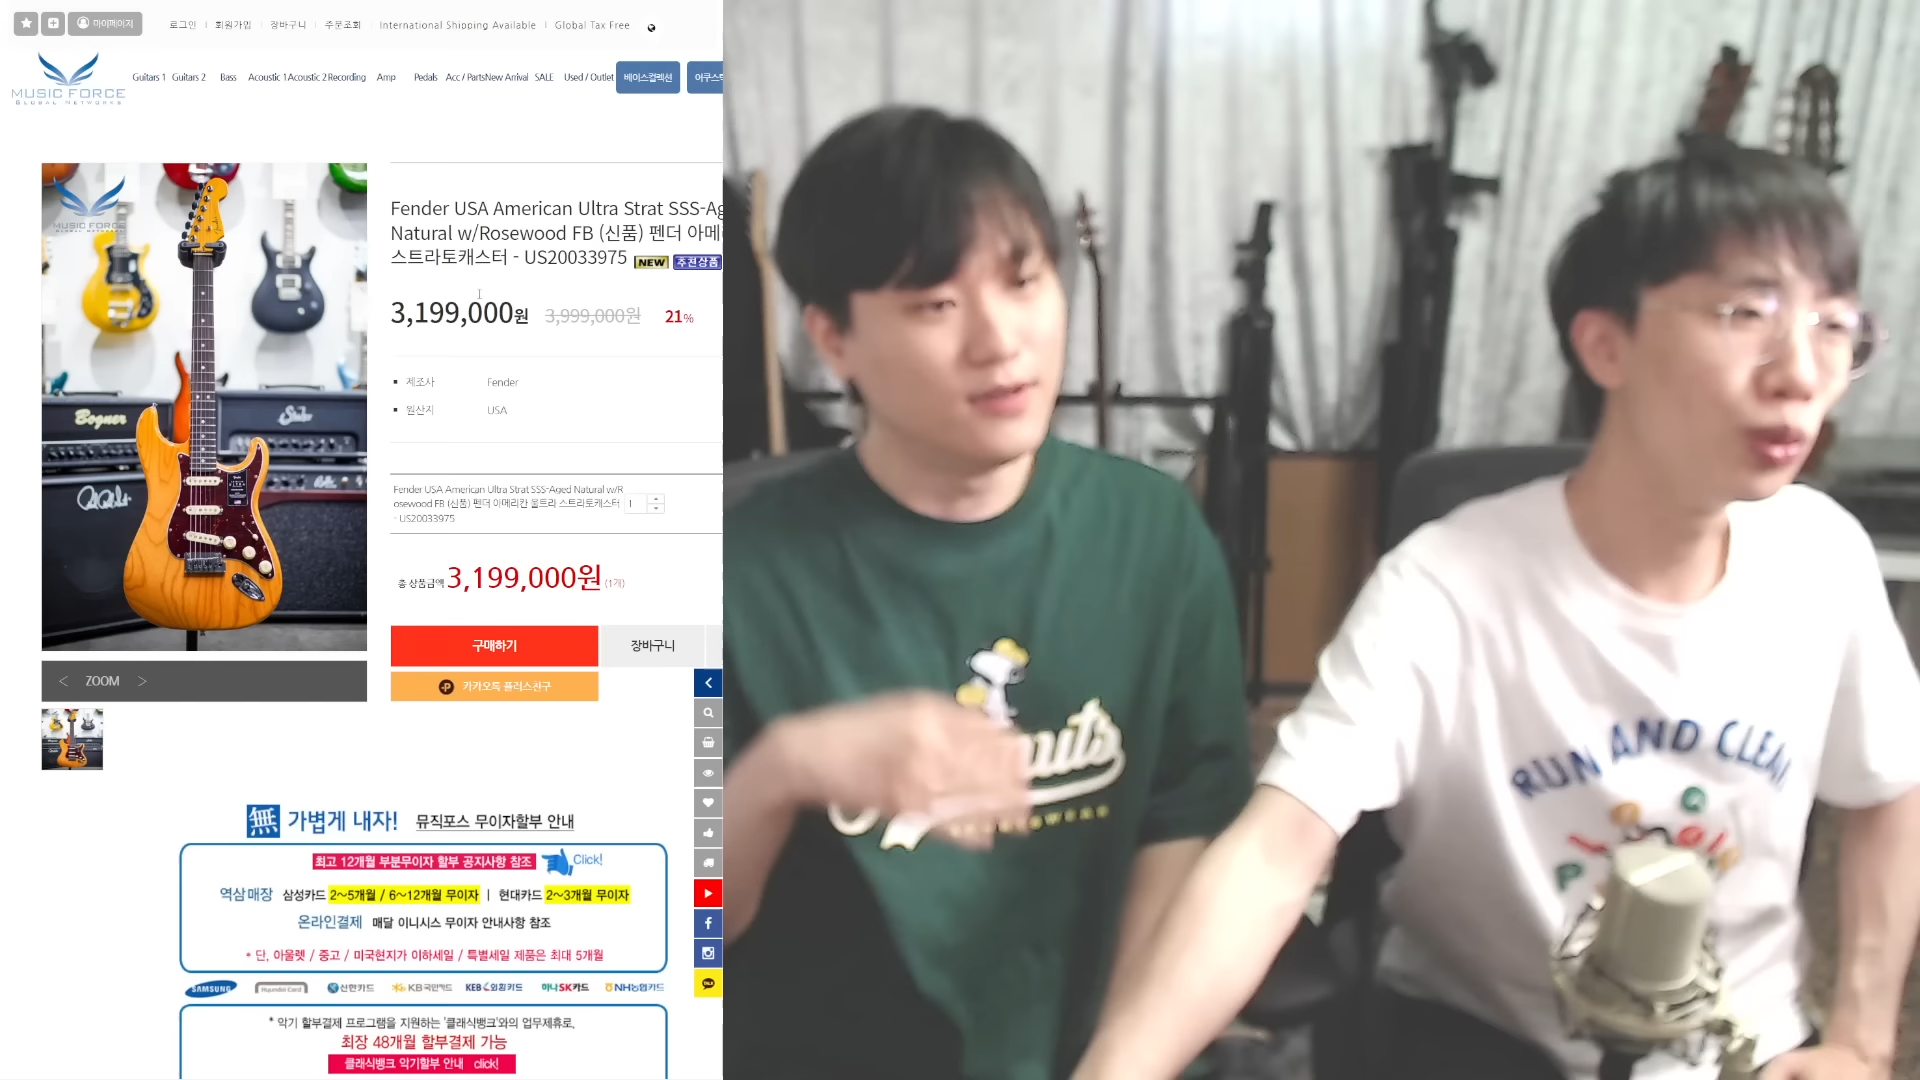 마이페이지
로그인 | 회원가입 | 장바구니 | 주문조회 | International Shipping Available | Global Tax Free
MUSIC FORCE
GLOBAL NETWORKS
Guitars 1 Guitars 2 Bass Acoustic 1 Acoustic 2 Recording Amp Pedals Acc / Parts New Arrival SALE Used / Outlet 베이스컬렉션 어쿠스틱
MUSIC FORCE
Fender USA American Ultra Strat SSS-Ag
Natural w/Rosewood FB (신품) 펜더 아메
스트라토캐스터 - US20033975 NEW 추천상품
3,199,000원 3,999,000원 21%
제조사 Fender
원산지 USA
Bogner
Fender USA American Ultra Strat SSS-Aged Natural w/R
osewood FB (신품) 펜더 아메리칸 울트라 스트라토캐스터 1
- US20033975
총 상품금액 3,199,000원 (1개)
구매하기 장바구니
카카오톡 플러스친구
< ZOOM >
無 가볍게 내자! 뮤직포스 무이자할부 안내
최고 12개월 부분무이자 할부 공지사항 참조 Click!
역삼매장 삼성카드 2~5개월 / 6~12개월 무이자 | 현대카드 2~3개월 무이자
온라인결제 매달 이니시스 무이자 안내사항 참조
* 단, 아울렛 / 중고 / 미국현지가 이하세일 / 특별세일 제품은 최대 5개월
SAMSUNG Hyundai Card 신한카드 KB국민카드 KEB 외환카드 하나SK카드 NH농협카드
* 악기 할부결제 프로그램을 지원하는 '클래식뱅크'와의 업무제휴로,
최장 48개월 할부결제 가능
클래식뱅크 악기할부 안내 click!
TALK
RUN AND CLEA